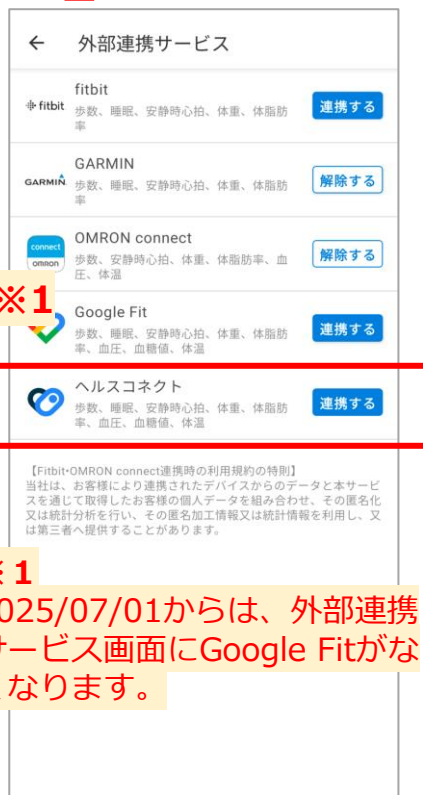 ← 外部連携サービス
fitbit
fitbit
歩数、睡眠、安静時心拍、体重、体脂肪
率
連携する
GARMIN
GARMIN
歩数、睡眠、安静時心拍、体重、体脂肪
率
解除する
connect
omron
OMRON connect
歩数、安静時心拍、体重、体脂肪率、血
圧、体温
解除する
※1
Google Fit
歩数、睡眠、安静時心拍、体重、体脂肪
率、血圧、血糖値、体温
連携する
ヘルスコネクト
歩数、睡眠、安静時心拍、体重、体脂肪
率、血圧、血糖値、体温
連携する
【Fitbit・OMRON connect連携時の利用規約の特則】
当社は、お客様により連携されたデバイスからのデータと本サービ
スを通じて取得したお客様の個人データを組み合わせ、その匿名化
又は統計分析を行い、その匿名加工情報又は統計情報を利用し、又
は第三者へ提供することがあります。
※1
025/07/01からは、外部連携
サービス画面にGoogle Fitがな
なります。